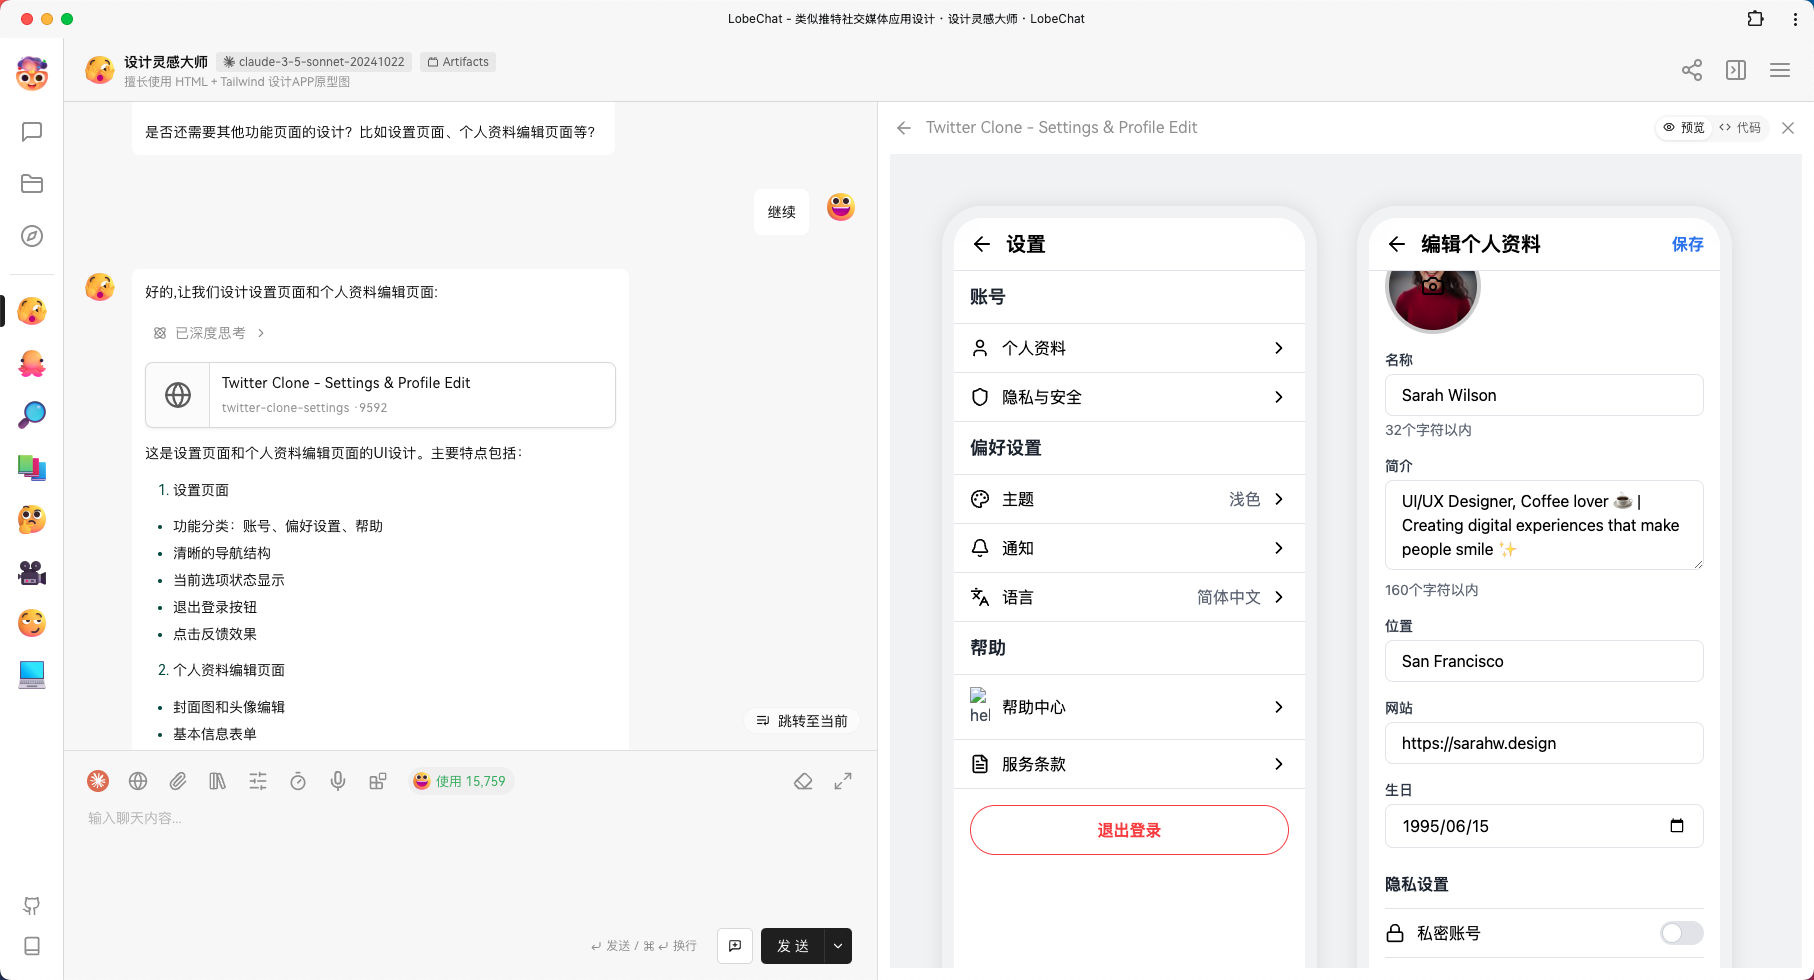 LobeChat - 类似推特社交媒体应用设计 · 设计灵感大师 · LobeChat
设计灵感大师
claude-3-5-sonnet-20241022
Artifacts
擅长使用 HTML + Tailwind 设计APP原型图
是否还需要其他功能页面的设计？比如设置页面、个人资料编辑页面等？
继续
好的,让我们设计设置页面和个人资料编辑页面:
已深度思考
Twitter Clone - Settings & Profile Edit
twitter-clone-settings · 9592
这是设置页面和个人资料编辑页面的UI设计。主要特点包括：
1. 设置页面
• 功能分类：账号、偏好设置、帮助
• 清晰的导航结构
• 当前选项状态显示
• 退出登录按钮
• 点击反馈效果
2. 个人资料编辑页面
• 封面图和头像编辑
• 基本信息表单
跳转至当前
使用 15,759
输入聊天内容...
↵ 发送 / ⌘ ↵ 换行
发 送
Twitter Clone - Settings & Profile Edit
预览
代码
设置
账号
个人资料
隐私与安全
偏好设置
主题
浅色
通知
语言
简体中文
帮助
hel
帮助中心
服务条款
退出登录
编辑个人资料
保存
名称
Sarah Wilson
32个字符以内
简介
UI/UX Designer, Coffee lover ☕ |
Creating digital experiences that make
people smile ✨
160个字符以内
位置
San Francisco
网站
https://sarahw.design
生日
1995/06/15
隐私设置
私密账号